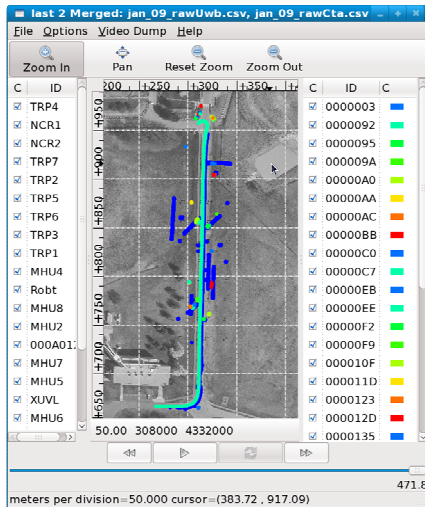 last 2 Merged: jan_09_rawUwb.csv, jan_09_rawCta.csv
File Options Video Dump Help
Zoom In Pan Reset Zoom Zoom Out
C ID C
200 +250 +300 +350
C ID C
TRP4
NCR1
NCR2
TRP7
TRP2
TRP5
TRP6
TRP3
TRP1
MHU4
Robt
MHU8
MHU2
000A01
MHU7
MHU5
XUVL
MHU6
+950
+900
+850
+800
+750
+700
+650
50.00 308000 4332000
0000003
0000092
0000095
000009A
00000A0
00000AA
00000AC
00000BB
00000C0
00000C7
00000EB
00000EE
00000F2
00000F9
000010F
000011D
0000123
000012D
0000135
471.8
meters per division=50.000 cursor=(383.72 , 917.09)